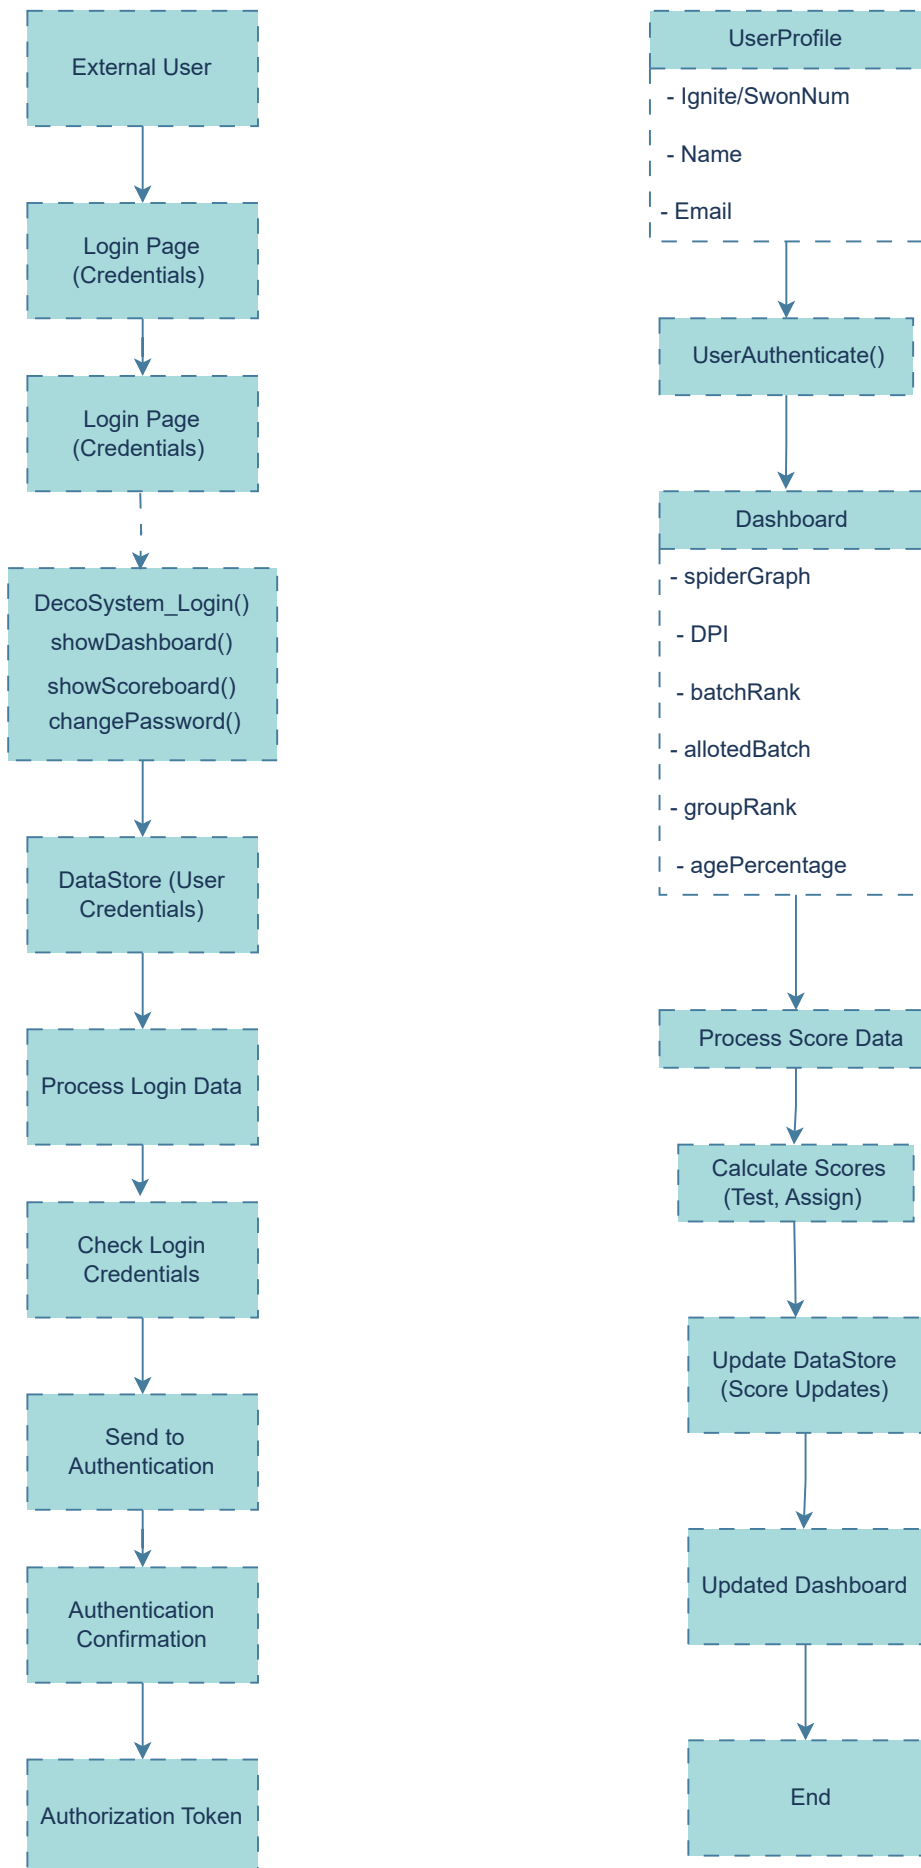 External User
Login Page
(Credentials)
Login Page
(Credentials)
DecoSystem_Login()
showDashboard()
showScoreboard()
changePassword()
DataStore (User
Credentials)
Process Login Data
Check Login
Credentials
Send to
Authentication
Authentication
Confirmation
Authorization Token
UserProfile
- Ignite/SwonNum
- Name
- Email
UserAuthenticate()
Dashboard
- spiderGraph
- DPI
- batchRank
- allotedBatch
- groupRank
- agePercentage
Process Score Data
Calculate Scores
(Test, Assign)
Update DataStore
(Score Updates)
Updated Dashboard
End